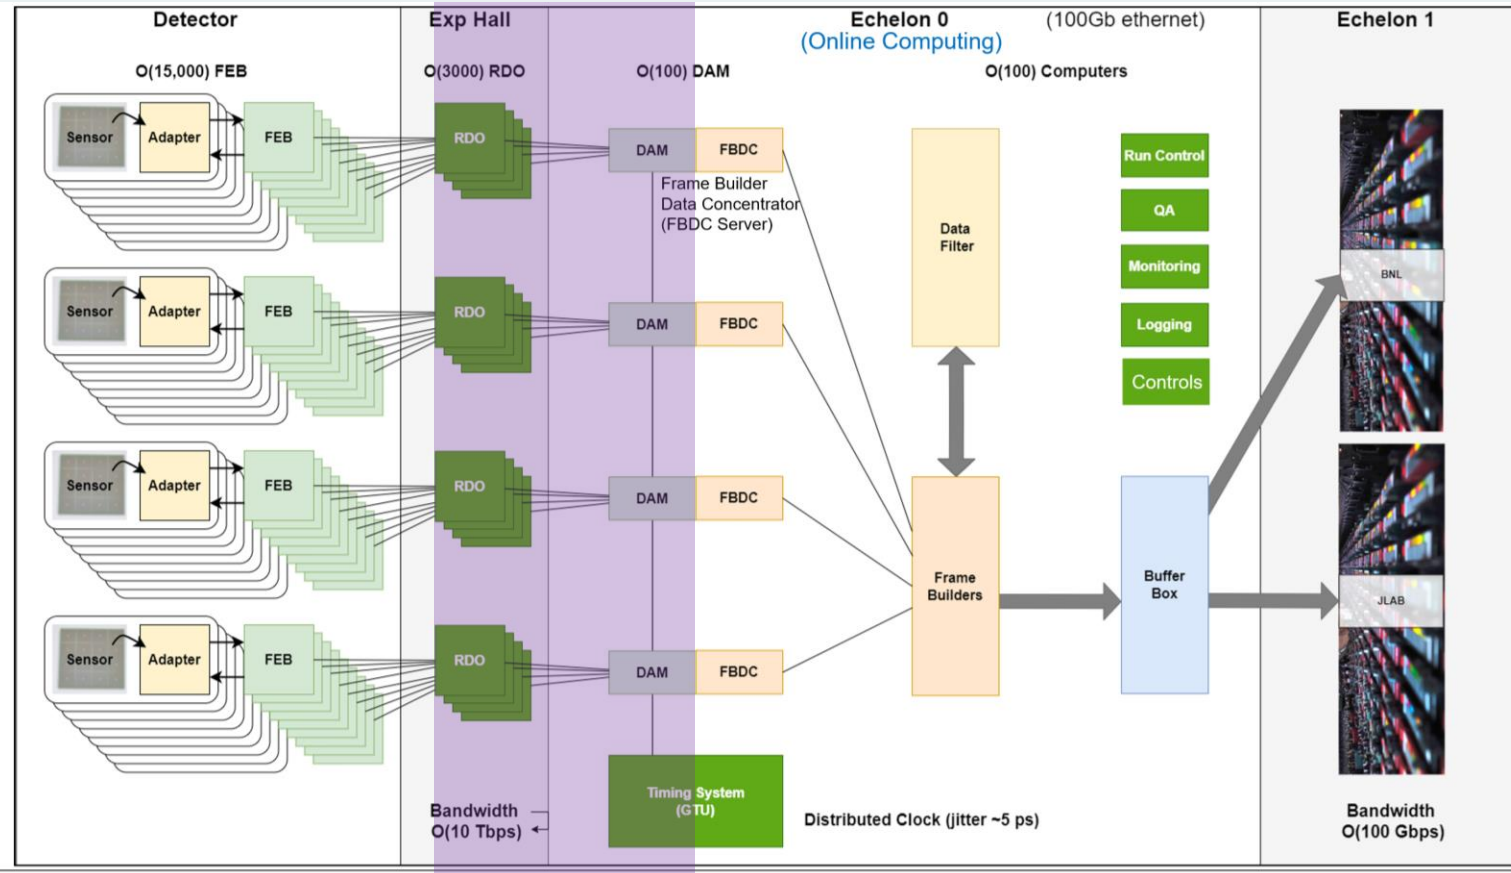 Detector
Exp Hall
Echelon 0
(100Gb ethernet)
Echelon 1
(Online Computing)
O(15,000) FEB
O(3000) RDO
O(100) DAM
O(100) Computers
Sensor
Adapter
FEB
RDO
DAM
FBDC
Frame Builder
Data Concentrator
(FBDC Server)
Sensor
Adapter
FEB
RDO
DAM
FBDC
Sensor
Adapter
FEB
RDO
DAM
FBDC
Sensor
Adapter
FEB
RDO
DAM
FBDC
Data
Filter
Frame
Builders
Run Control
QA
Monitoring
Logging
Controls
Buffer
Box
BNL
JLAB
Bandwidth
O(10 Tbps)
Timing System
(GTU)
Distributed Clock (jitter ~5 ps)
Bandwidth
O(100 Gbps)